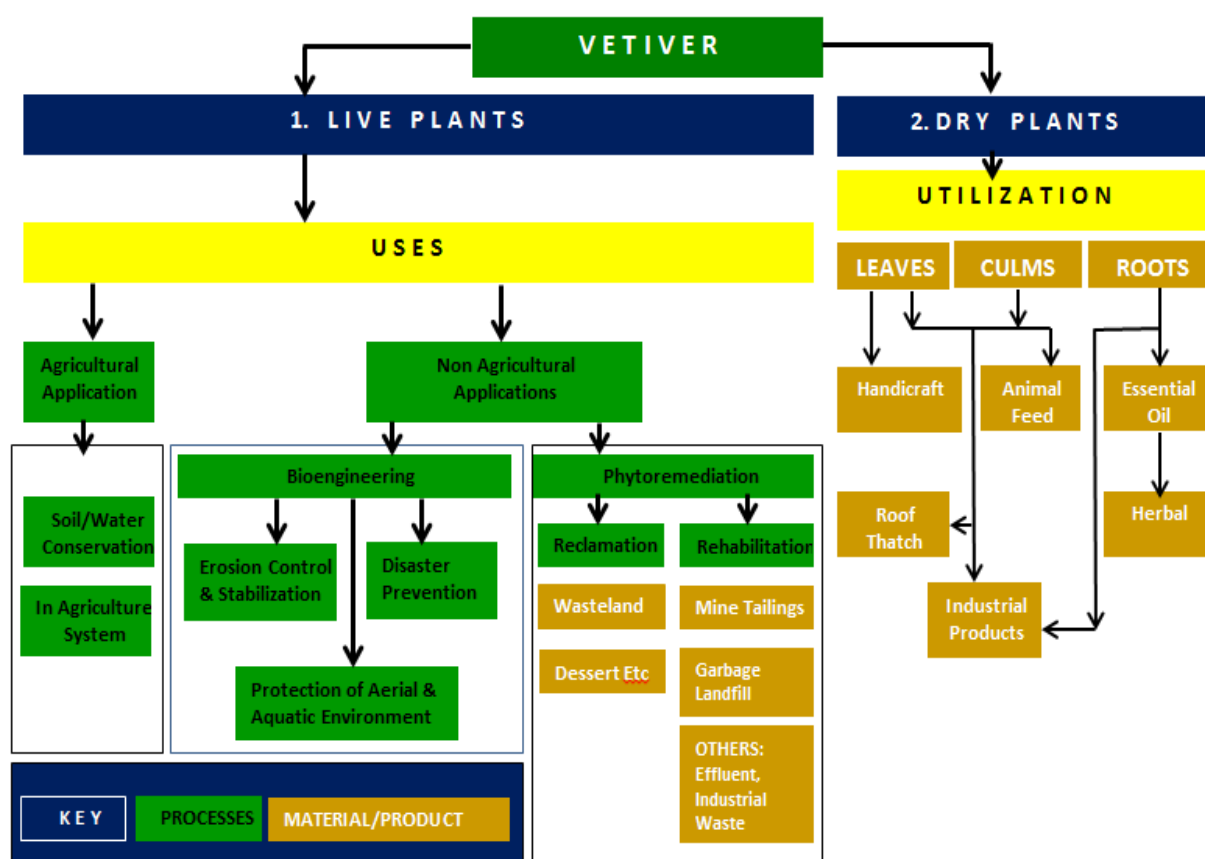 VETIVER
1. LIVE PLANTS
2. DRY PLANTS
UTILIZATION
USES
LEAVES
CULMS
ROOTS
Agricultural
Application
Non Agricultural
Applications
Handicraft
Animal
Feed
Essential
Oil
Bioengineering
Phytoremediation
Soil/Water
Conservation
In Agriculture
System
Erosion Control
& Stabilization
Disaster
Prevention
Protection of Aerial &
Aquatic Environment
Reclamation
Rehabilitation
Wasteland
Dessert Etc
Mine Tailings
Garbage
Landfill
OTHERS:
Effluent,
Industrial
Waste
Roof
Thatch
Herbal
Industrial
Products
KEY
PROCESSES
MATERIAL/PRODUCT